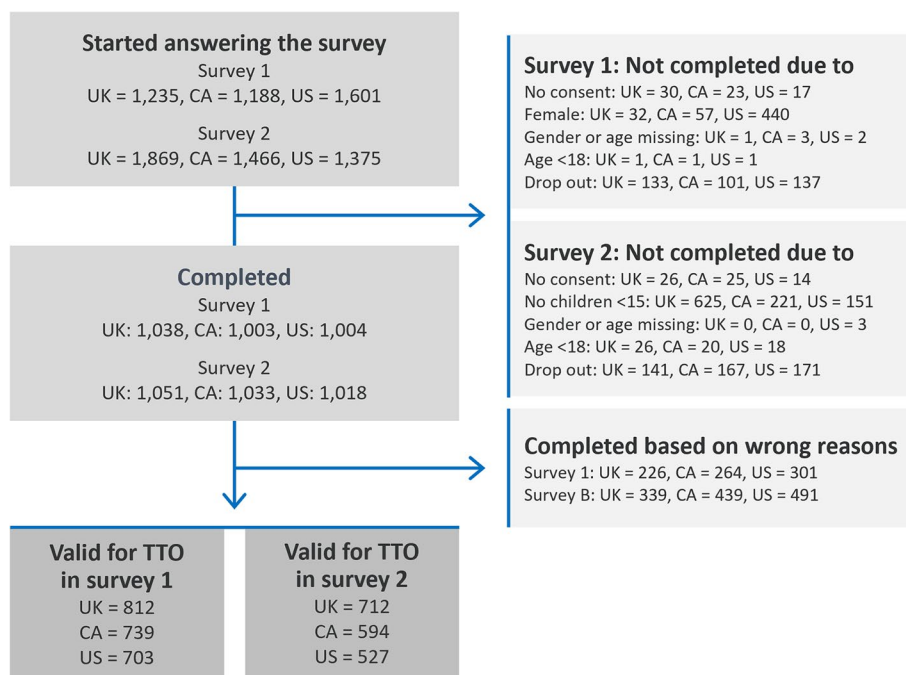 Started answering the survey
Survey 1
UK = 1,235, CA = 1,188, US = 1,601
Survey 2
UK = 1,869, CA = 1,466, US = 1,375
Survey 1: Not completed due to
No consent: UK = 30, CA = 23, US = 17
Female: UK = 32, CA = 57, US = 440
Gender or age missing: UK = 1, CA = 3, US = 2
Age <18: UK = 1, CA = 1, US = 1
Drop out: UK = 133, CA = 101, US = 137
Completed
Survey 1
UK: 1,038, CA: 1,003, US: 1,004
Survey 2
UK: 1,051, CA: 1,033, US: 1,018
Survey 2: Not completed due to
No consent: UK = 26, CA = 25, US = 14
No children <15: UK = 625, CA = 221, US = 151
Gender or age missing: UK = 0, CA = 0, US = 3
Age <18: UK = 26, CA = 20, US = 18
Drop out: UK = 141, CA = 167, US = 171
Completed based on wrong reasons
Survey 1: UK = 226, CA = 264, US = 301
Survey B: UK = 339, CA = 439, US = 491
Valid for TTO
in survey 1
UK = 812
CA = 739
US = 703
Valid for TTO
in survey 2
UK = 712
CA = 594
US = 527